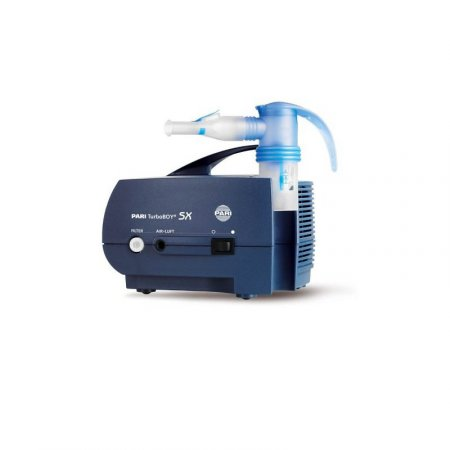 PARI TurboBOY® SX
PARI
FILTER
AIR-LUFT